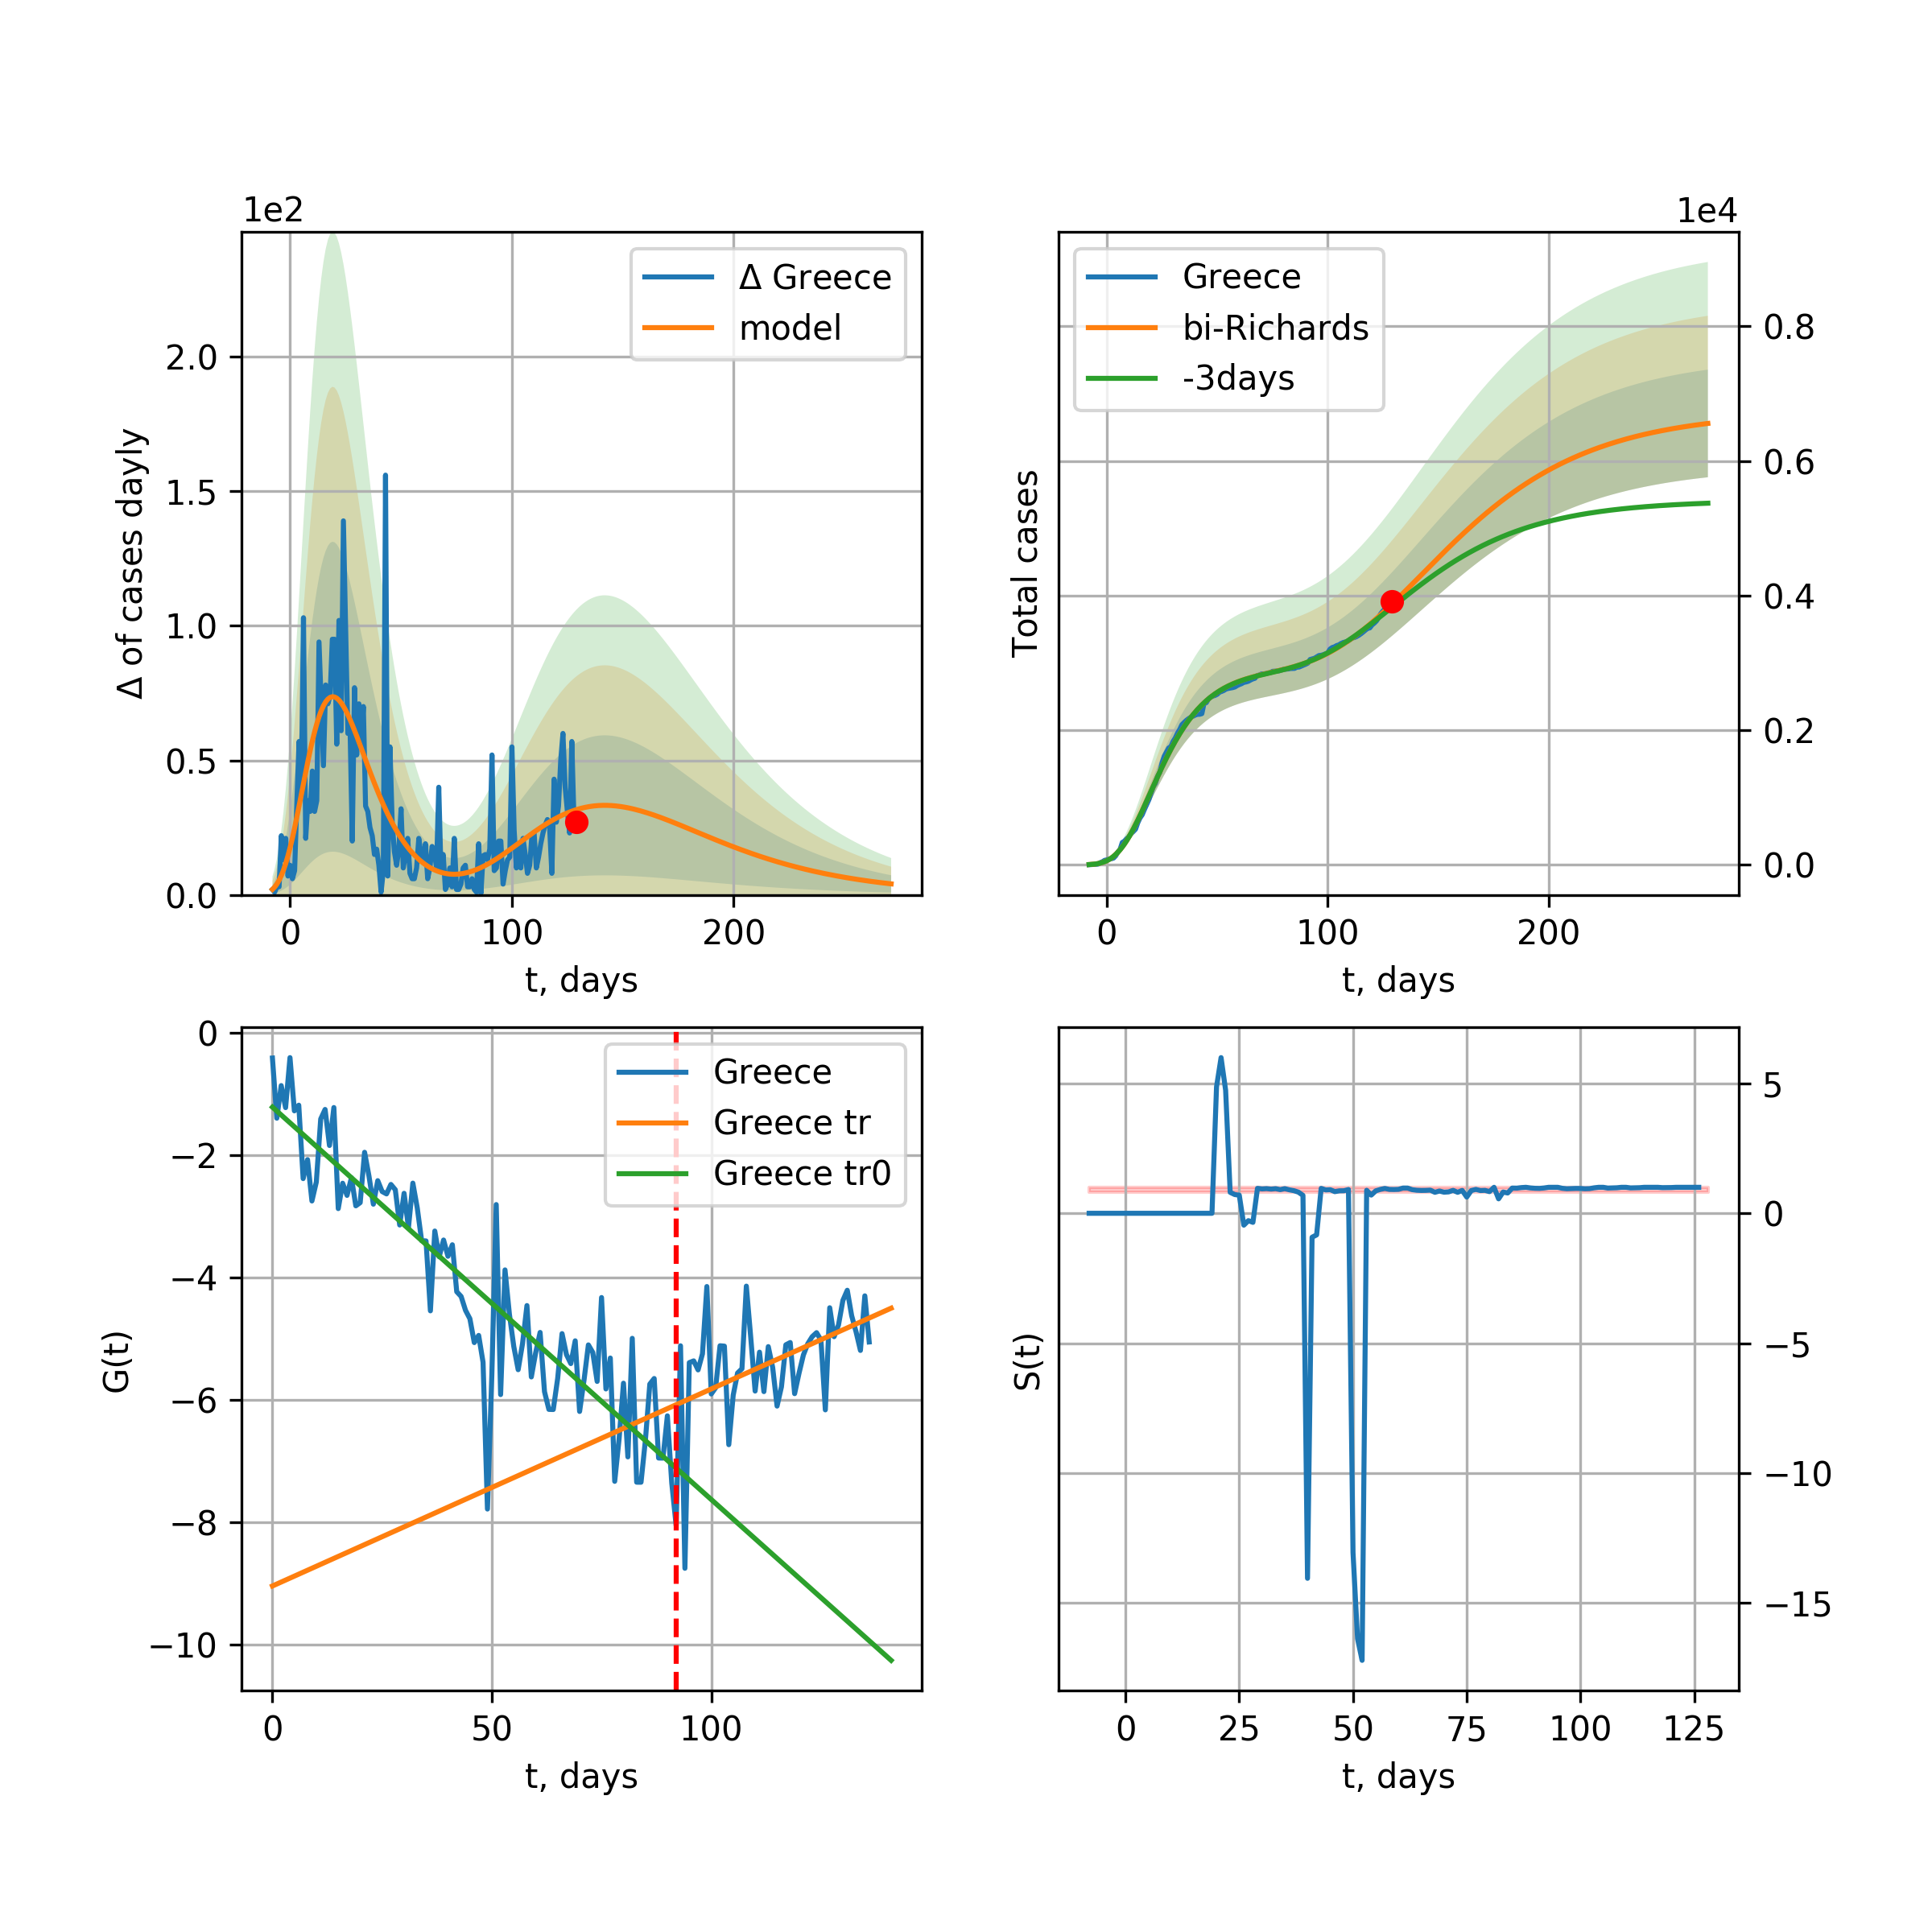 1e2
Δ of cases dayly
2.0
1.5
1.0
0.5
0.0
0 100 200
t, days
Δ Greece
model
1e4
Total cases
0.8
0.6
0.4
0.2
0.0
0 100 200
t, days
Greece
bi-Richards
-3days
G(t)
0
−2
−4
−6
−8
−10
0 50 100
t, days
Greece
Greece tr
Greece tr0
S(t)
5
0
−5
−10
−15
0 25 50 75 100 125
t, days